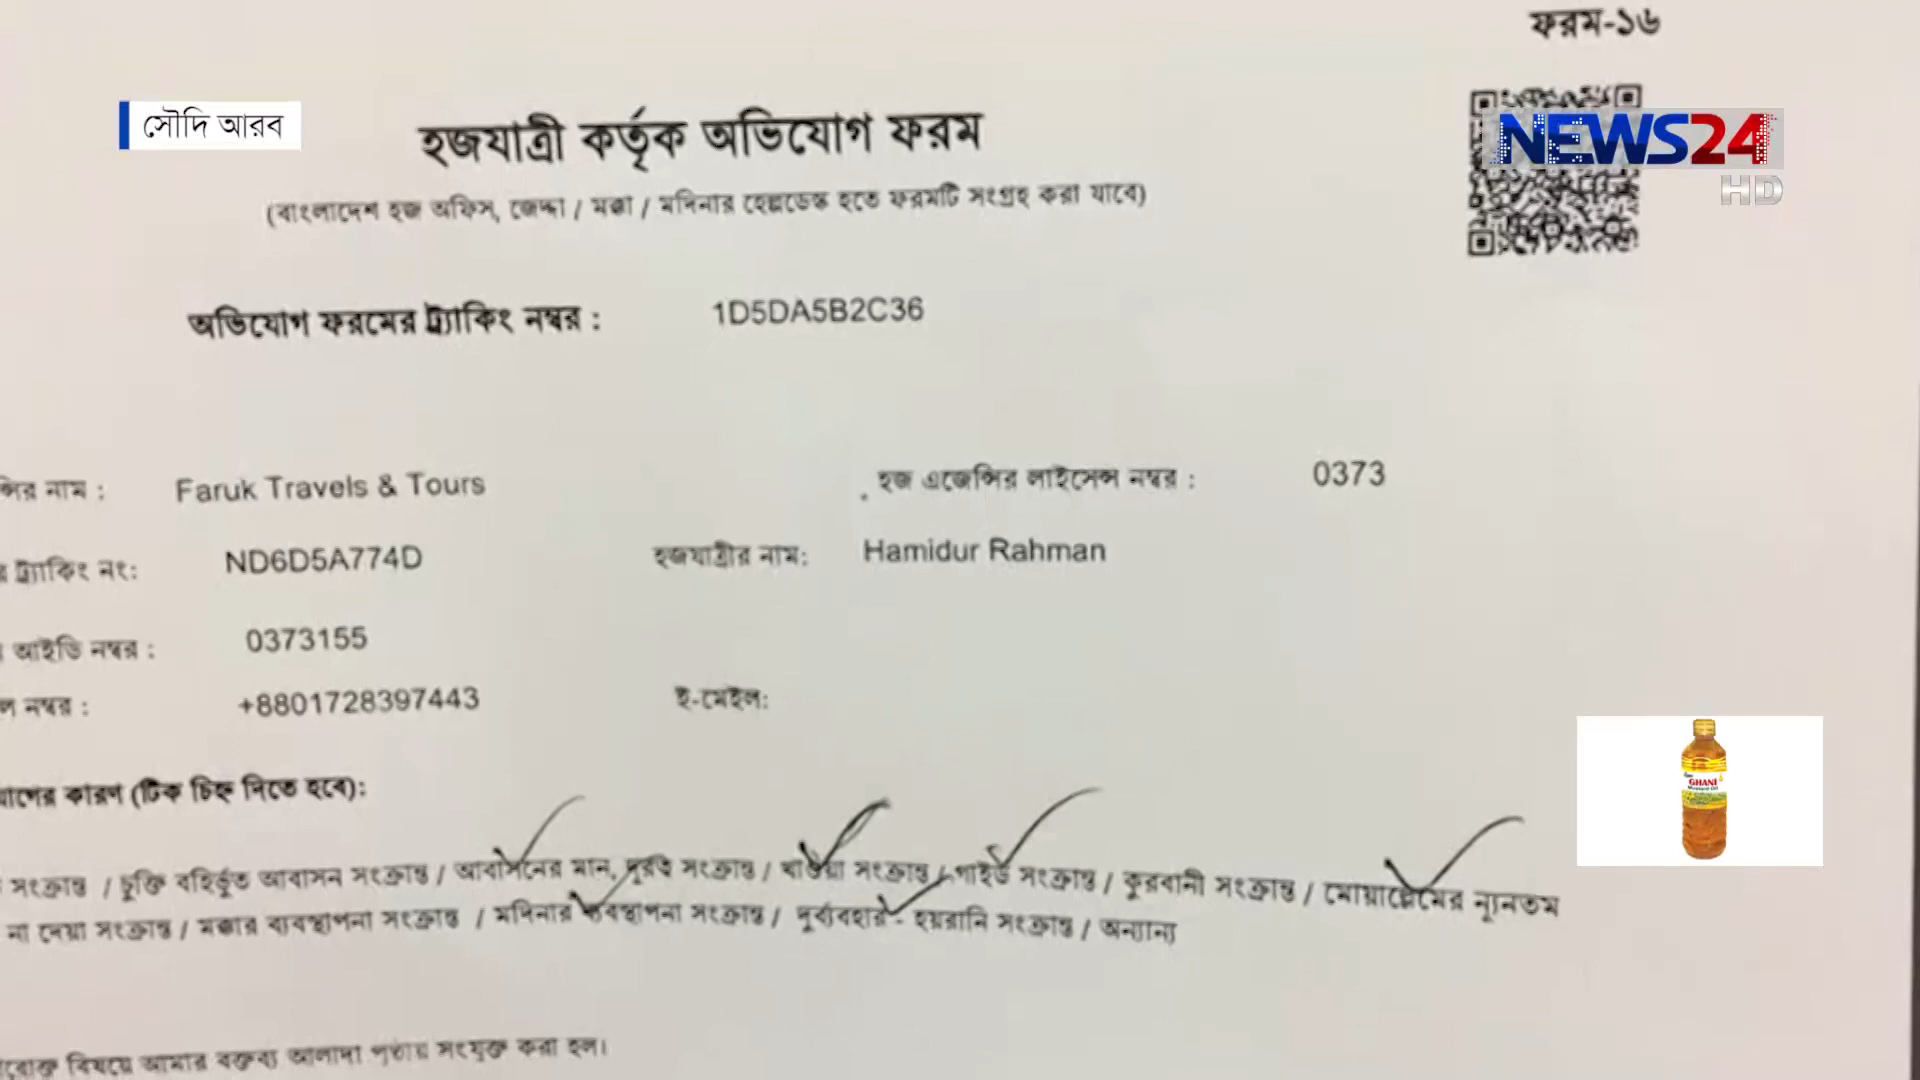 ফরম-১৬
সৌদি আরব
NEWS24
HD
হজযাত্রী কর্তৃক অভিযোগ ফরম
(বাংলাদেশ হজ অফিস, জেদ্দা / মক্কা / মদিনার হেল্পডেস্ক হতে ফরমটি সংগ্রহ করা যাবে)
অভিযোগ ফরমের ট্র্যাকিং নম্বর : 1D5DA5B2C36
ন্সির নাম : Faruk Travels & Tours হজ এজেন্সির লাইসেন্স নম্বর : 0373
ট্র্যাকিং নং: ND6D5A774D হজযাত্রীর নাম: Hamidur Rahman
আইডি নম্বর : 0373155
নম্বর : +8801728397443 ই-মেইল:
যোগের কারণ (টিক চিহ্ন দিতে হবে):
সংক্রান্ত / চুক্তি বহির্ভূত আবাসন সংক্রান্ত / আবাসনের মান, দূরত্ব সংক্রান্ত / খাওয়া সংক্রান্ত / গাইড সংক্রান্ত / কুরবানী সংক্রান্ত / মোয়াল্লেমের ন্যূনতম
না দেয়া সংক্রান্ত / মক্কার ব্যবস্থাপনা সংক্রান্ত / মদিনার ব্যবস্থাপনা সংক্রান্ত / দুর্ব্যবহার - হয়রানি সংক্রান্ত / অন্যান্য
GHANI
Mustard Oil
বিষয়ে আমার বক্তব্য আলাদা পৃষ্ঠায় সংযুক্ত করা হল।